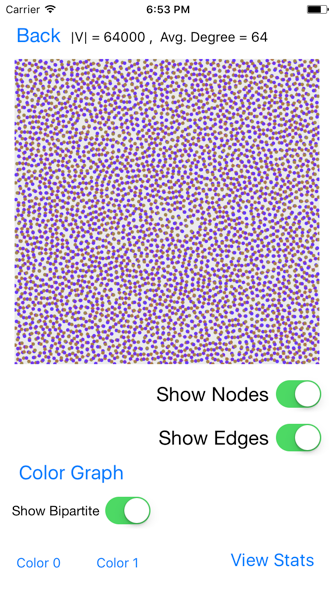 Carrier 6:53 PM
Back |V| = 64000 , Avg. Degree = 64
Show Nodes
Show Edges
Color Graph
Show Bipartite
Color 0 Color 1 View Stats